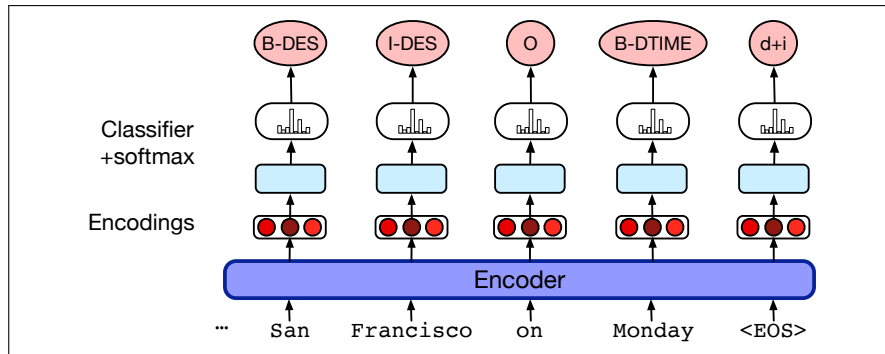 B-DES I-DES O B-DTIME d+i
Classifier
+softmax
Encodings
Encoder
… San Francisco on Monday <EOS>